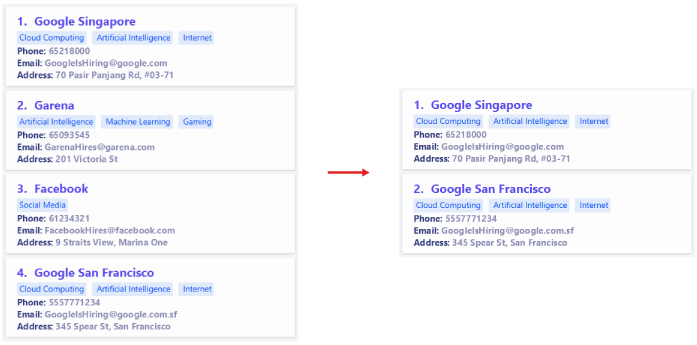 1. Google Singapore
Cloud Computing Artificial Intelligence Internet
Phone: 65218000
Email: GoogleIsHiring@google.com
Address: 70 Pasir Panjang Rd, #03-71
2. Garena
Artificial Intelligence Machine Learning Gaming
Phone: 65093545
Email: GarenaHires@garena.com
Address: 201 Victoria St
3. Facebook
Social Media
Phone: 61234321
Email: FacebookHires@facebook.com
Address: 9 Straits View, Marina One
4. Google San Francisco
Cloud Computing Artificial Intelligence Internet
Phone: 5557771234
Email: GoogleIsHiring@google.com.sf
Address: 345 Spear St, San Francisco
1. Google Singapore
Cloud Computing Artificial Intelligence Internet
Phone: 65218000
Email: GoogleIsHiring@google.com
Address: 70 Pasir Panjang Rd, #03-71
2. Google San Francisco
Cloud Computing Artificial Intelligence Internet
Phone: 5557771234
Email: GoogleIsHiring@google.com.sf
Address: 345 Spear St, San Francisco